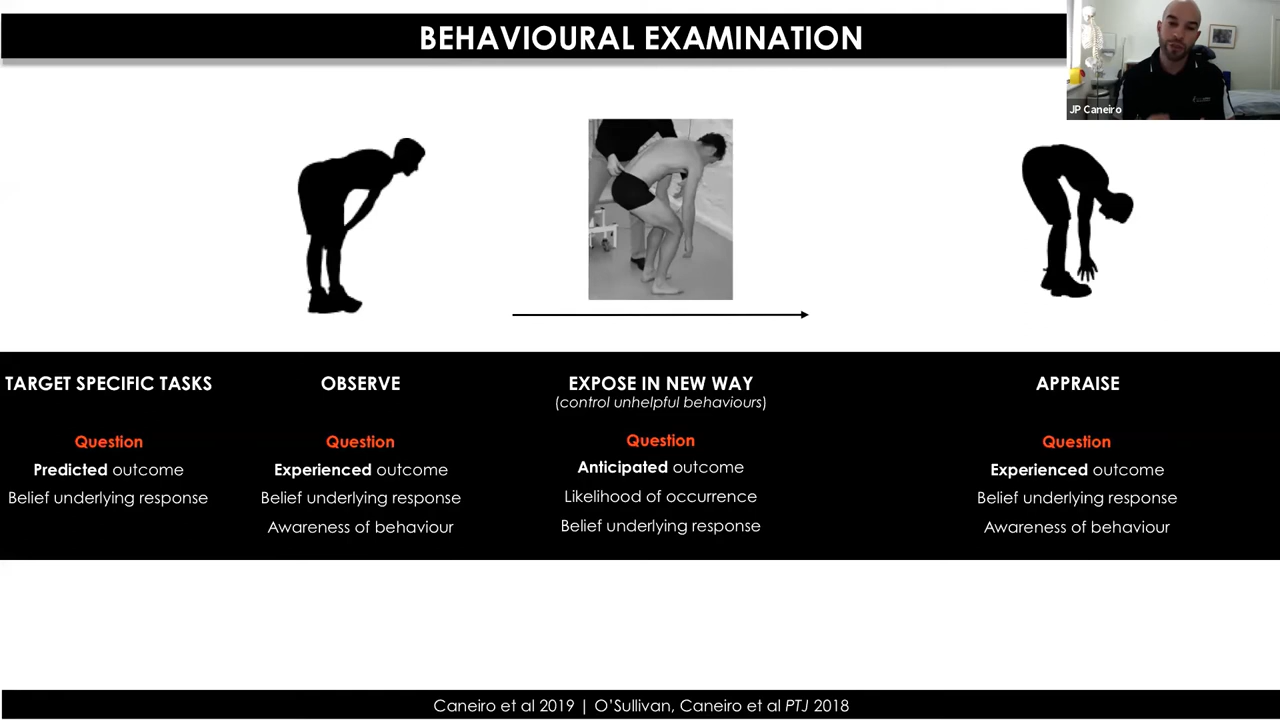 BEHAVIOURAL EXAMINATION
JP Caneiro
TARGET SPECIFIC TASKS
Question
Predicted outcome
Belief underlying response
OBSERVE
Question
Experienced outcome
Belief underlying response
Awareness of behaviour
EXPOSE IN NEW WAY
(control unhelpful behaviours)
Question
Anticipated outcome
Likelihood of occurrence
Belief underlying response
APPRAISE
Question
Experienced outcome
Belief underlying response
Awareness of behaviour
Caneiro et al 2019 | O'Sullivan, Caneiro et al PTJ 2018